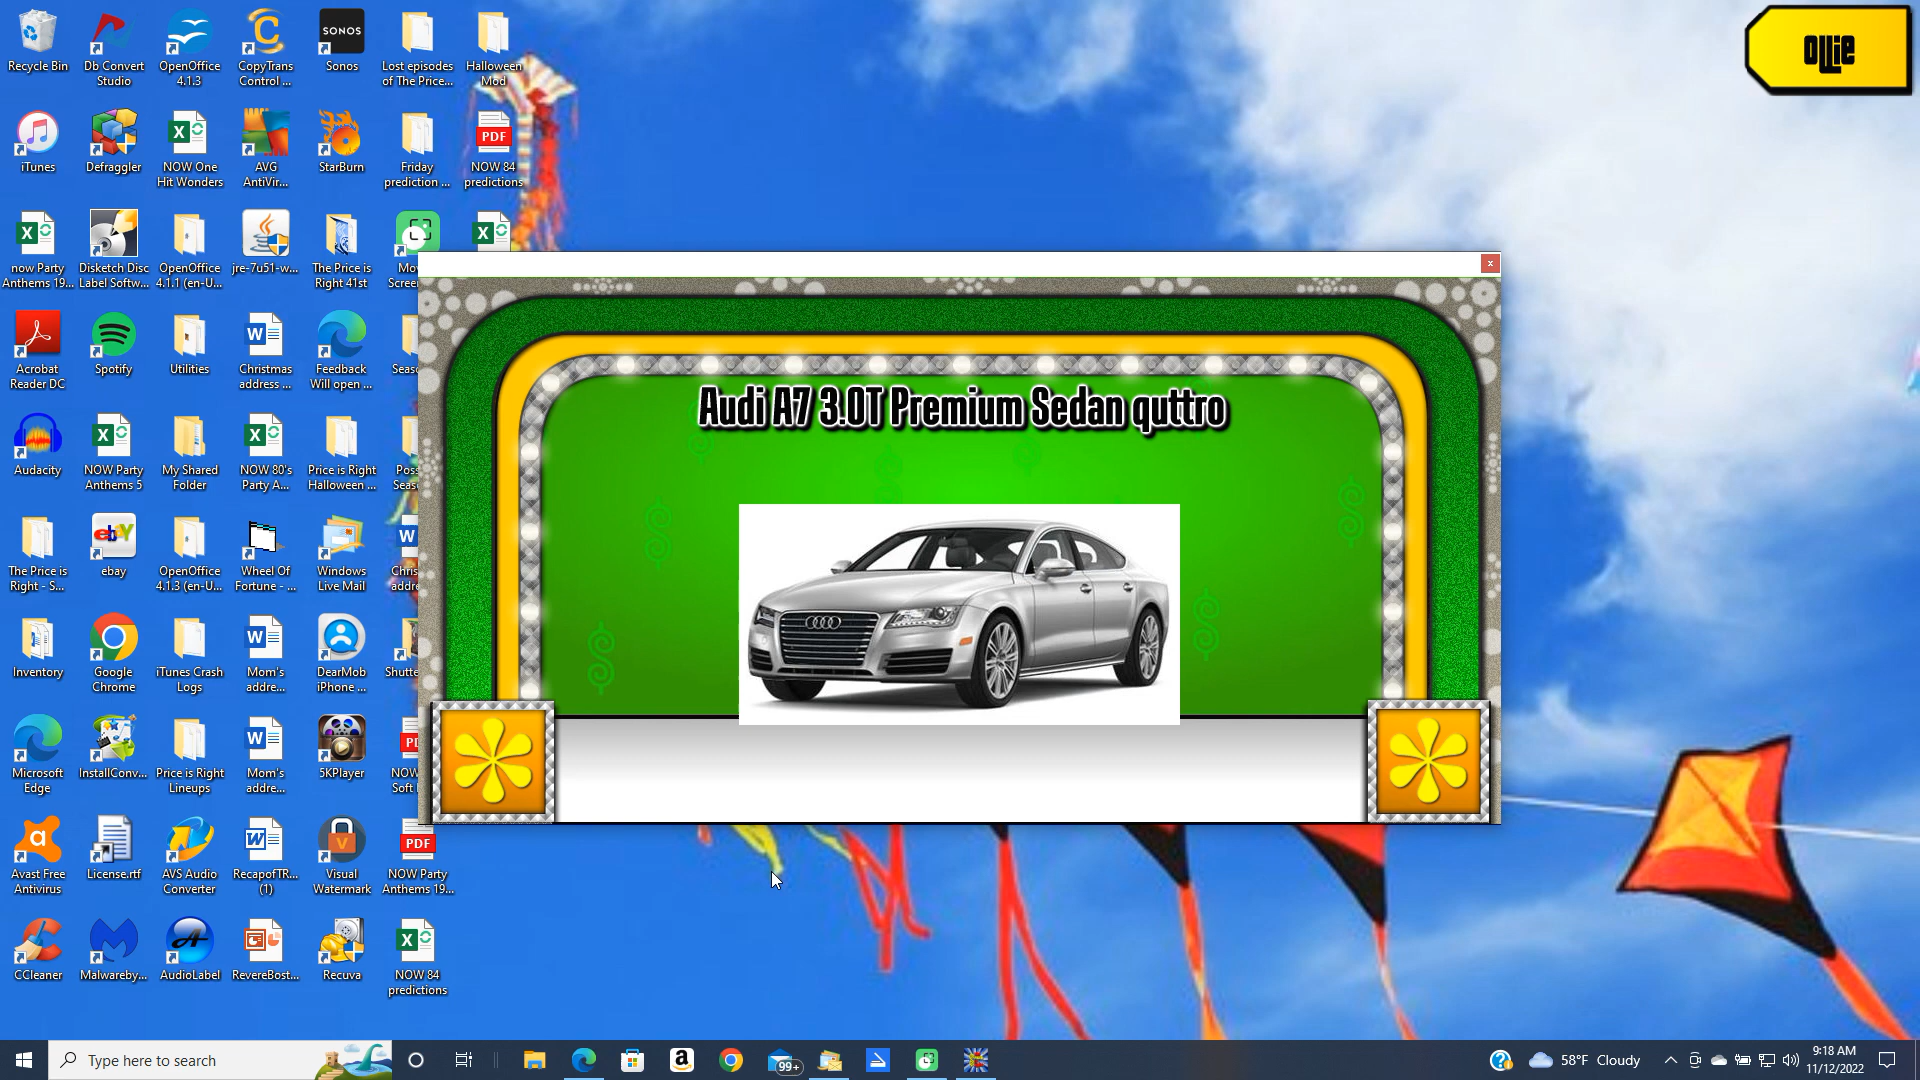 Recycle Bin
Db Convert
Studio
OpenOffice
4.1.3
CopyTrans
Control ...
SONOS
Sonos
Lost episodes
of The Price...
Halloween
Mod
Ollie
iTunes
Defraggler
NOW One
Hit Wonders
AVG
AntiVir...
StarBurn
Friday
prediction ...
PDF
NOW 84
predictions
now Party
Anthems 19...
Disketch Disc
Label Softw...
OpenOffice
4.1.1 (en-U...
jre-7u51-w...
The Price is
Right 41st
Acrobat
Reader DC
Spotify
Utilities
Christmas
address ...
Feedback
Will open ...
Audi A7 3.0T Premium Sedan quttro
Audacity
NOW Party
Anthems 5
My Shared
Folder
NOW 80's
Party A...
Price is Right
Halloween ...
The Price is
Right - S...
ebay
ebay
OpenOffice
4.1.3 (en-U...
Wheel Of
Fortune - ...
Windows
Live Mail
Inventory
Google
Chrome
iTunes Crash
Logs
Mom's
addre...
DearMob
iPhone ...
Shutte
Microsoft
Edge
InstallConv...
Price is Right
Lineups
Mom's
addre...
5KPlayer
NOW
Soft
Avast Free
Antivirus
License.rtf
AVS Audio
Converter
RecapofTR...
(1)
Visual
Watermark
PDF
NOW Party
Anthems 19...
CCleaner
Malwareby...
AudioLabel
RevereBost...
Recuva
NOW 84
predictions
Type here to search
99+
58°F Cloudy
9:18 AM
11/12/2022